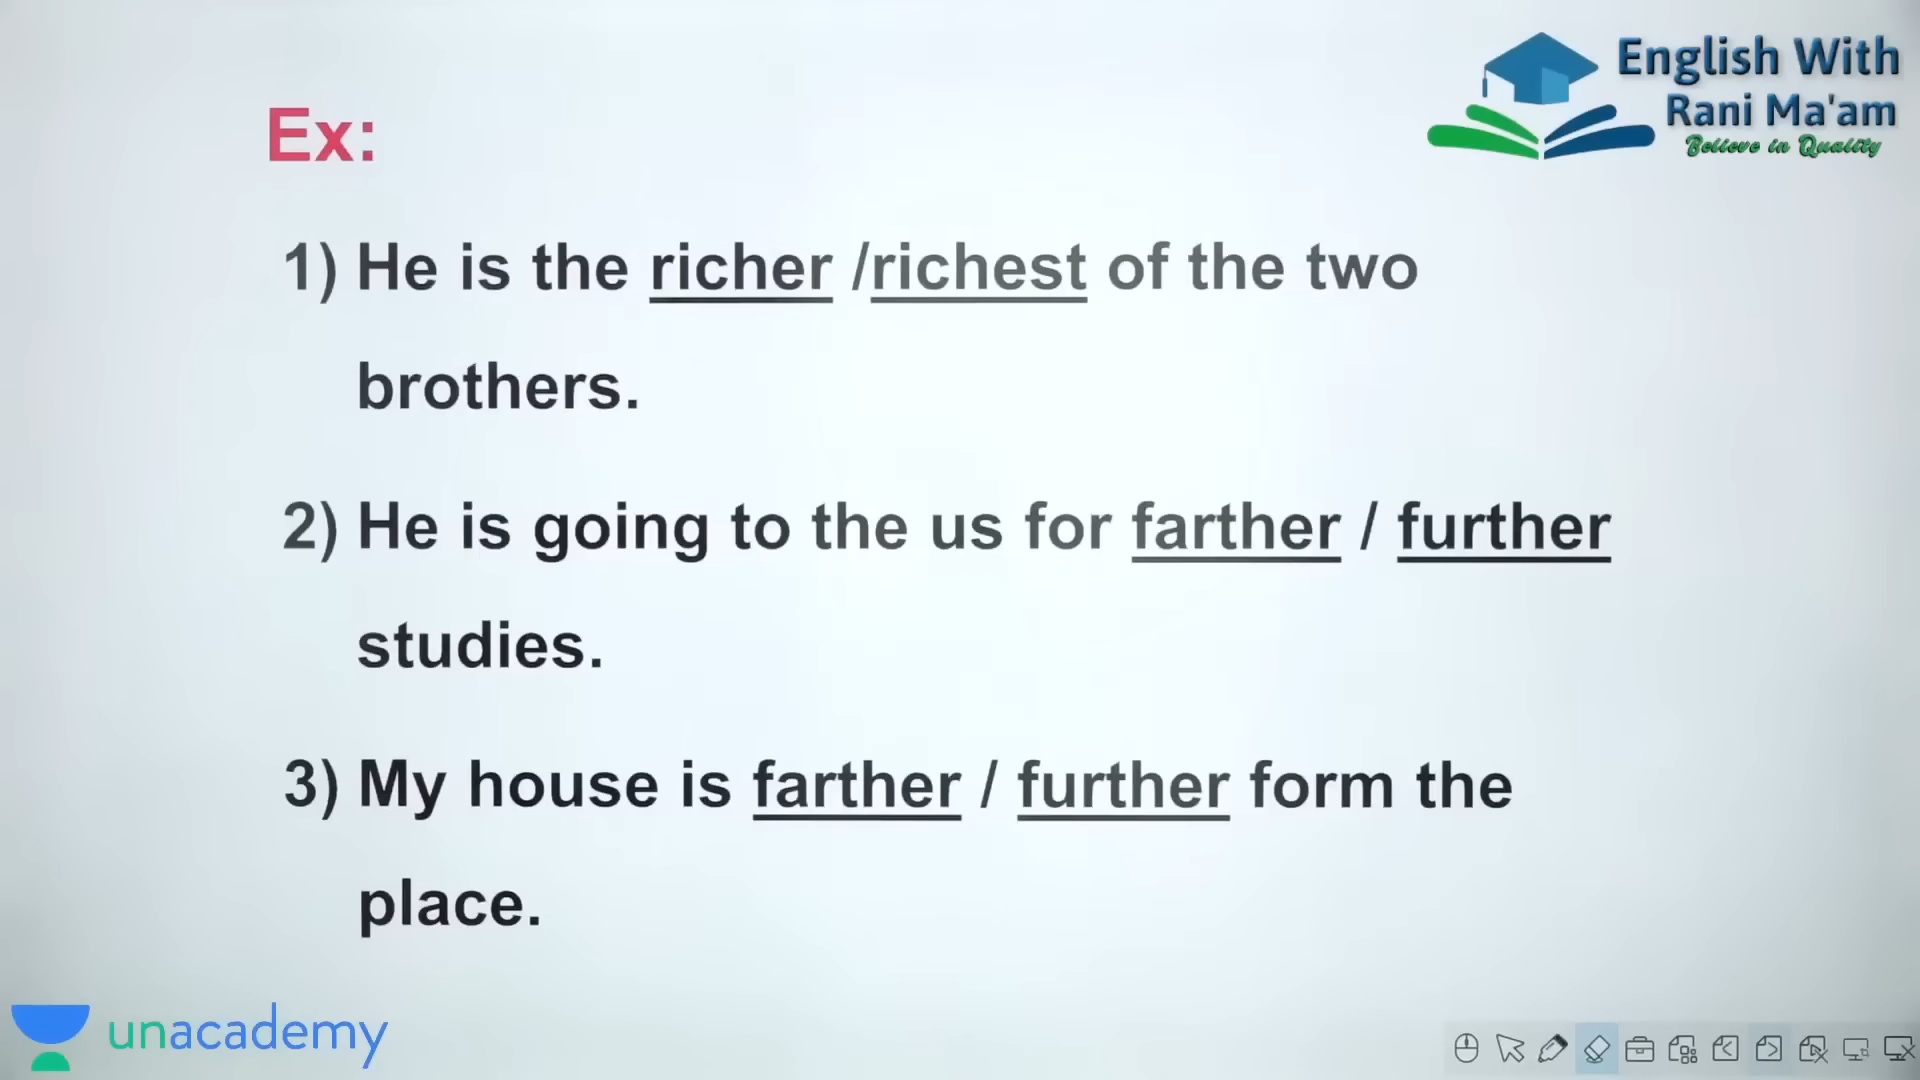 English With
Rani Ma'am
Believe in Quality
Ex:
1) He is the richer /richest of the two
brothers.
2) He is going to the us for farther / further
studies.
3) My house is farther / further form the
place.
unacademy